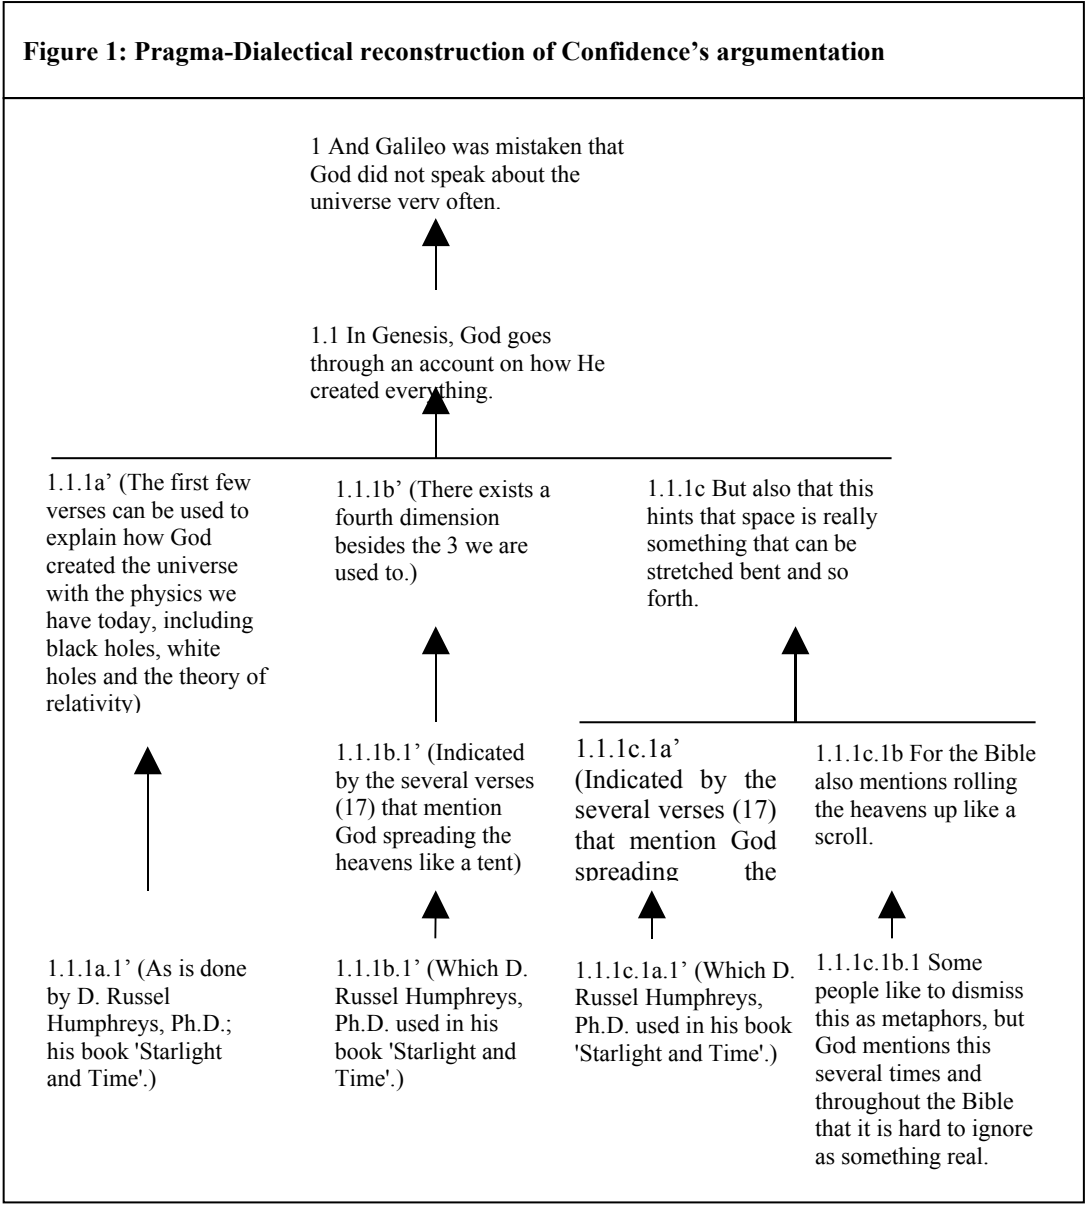 Figure 1: Pragma-Dialectical reconstruction of Confidence’s argumentation
1 And Galileo was mistaken that
God did not speak about the
universe very often.
1.1 In Genesis, God goes
through an account on how He
created everything.
1.1.1a’ (The first few
verses can be used to
explain how God
created the universe
with the physics we
have today, including
black holes, white
holes and the theory of
relativity)
1.1.1b’ (There exists a
fourth dimension
besides the 3 we are
used to.)
1.1.1c But also that this
hints that space is really
something that can be
stretched bent and so
forth.
1.1.1b.1’ (Indicated
by the several verses
(17) that mention
God spreading the
heavens like a tent)
1.1.1c.1a’
(Indicated by the
several verses (17)
that mention God
spreading the
1.1.1c.1b For the Bible
also mentions rolling
the heavens up like a
scroll.
1.1.1a.1’ (As is done
by D. Russel
Humphreys, Ph.D.;
his book 'Starlight
and Time'.)
1.1.1b.1’ (Which D.
Russel Humphreys,
Ph.D. used in his
book 'Starlight and
Time'.)
1.1.1c.1a.1’ (Which D.
Russel Humphreys,
Ph.D. used in his book
'Starlight and Time'.)
1.1.1c.1b.1 Some
people like to dismiss
this as metaphors, but
God mentions this
several times and
throughout the Bible
that it is hard to ignore
as something real.